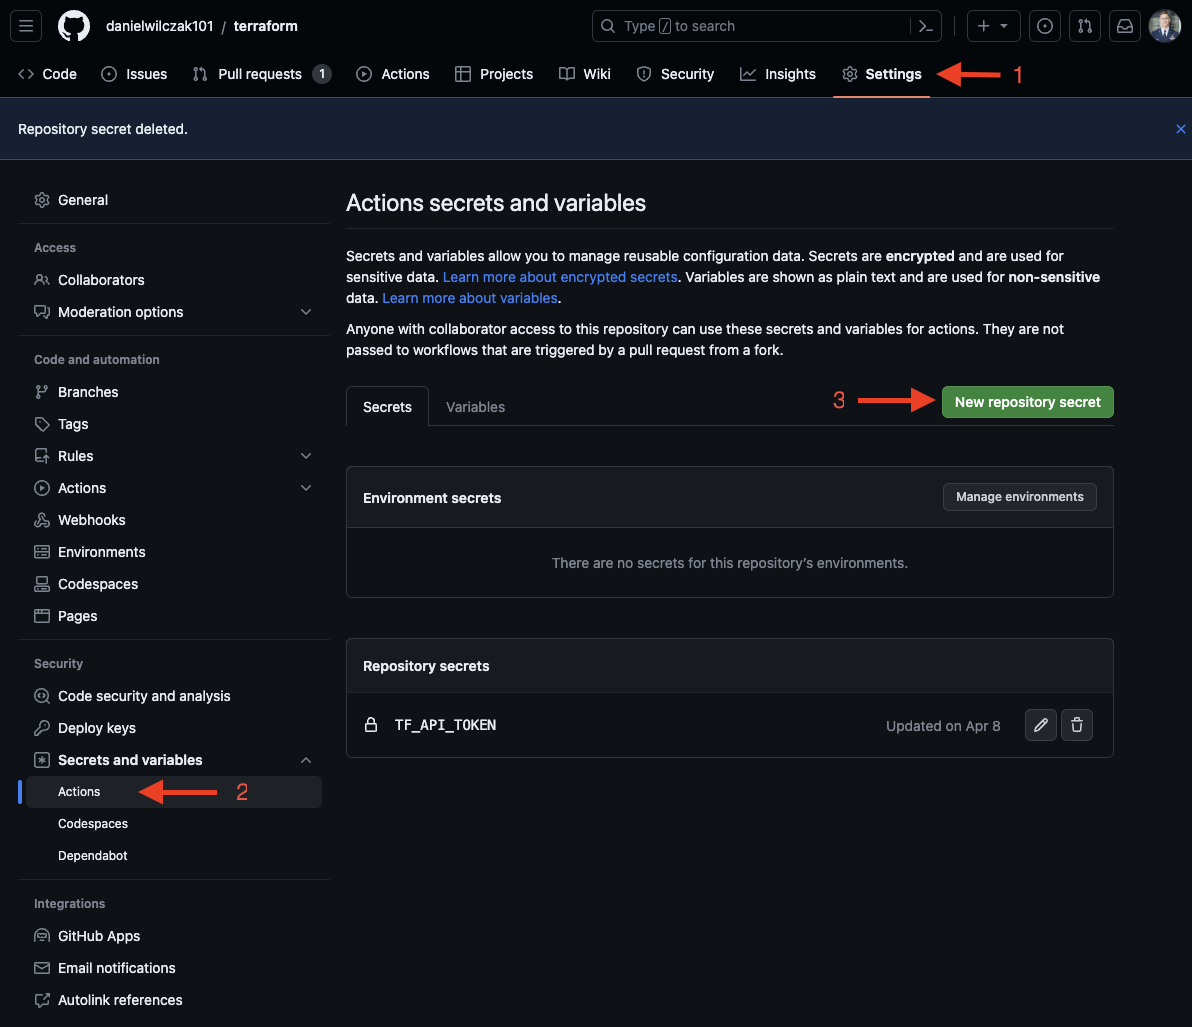 danielwilczak101 / terraform
Type / to search
Code
Issues
Pull requests 1
Actions
Projects
Wiki
Security
Insights
Settings
1
Repository secret deleted.
General
Access
Collaborators
Moderation options
Code and automation
Branches
Tags
Rules
Actions
Webhooks
Environments
Codespaces
Pages
Security
Code security and analysis
Deploy keys
Secrets and variables
Actions
2
Codespaces
Dependabot
Integrations
GitHub Apps
Email notifications
Autolink references
Actions secrets and variables
Secrets and variables allow you to manage reusable configuration data. Secrets are encrypted and are used for
sensitive data. Learn more about encrypted secrets. Variables are shown as plain text and are used for non-sensitive
data. Learn more about variables.
Anyone with collaborator access to this repository can use these secrets and variables for actions. They are not
passed to workflows that are triggered by a pull request from a fork.
Secrets
Variables
3
New repository secret
Environment secrets
Manage environments
There are no secrets for this repository's environments.
Repository secrets
TF_API_TOKEN
Updated on Apr 8